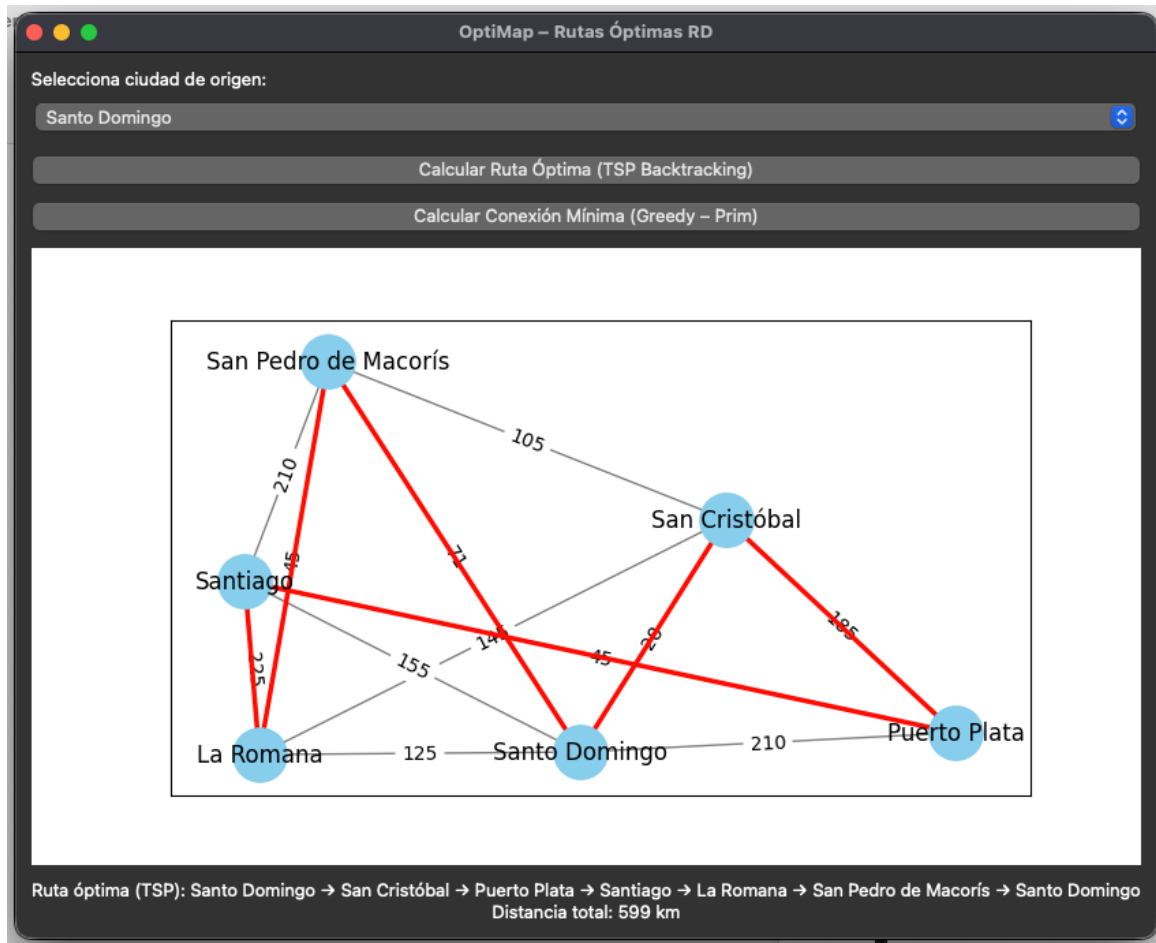 OptiMap – Rutas Óptimas RD
Selecciona ciudad de origen:
Santo Domingo
Calcular Ruta Óptima (TSP Backtracking)
Calcular Conexión Mínima (Greedy – Prim)
San Pedro de Macorís
105
210
San Cristóbal
45
71
Santiago
185
28
145
45
155
225
Puerto Plata
210
Santo Domingo
125
La Romana
Ruta óptima (TSP): Santo Domingo → San Cristóbal → Puerto Plata → Santiago → La Romana → San Pedro de Macorís → Santo Domingo
Distancia total: 599 km